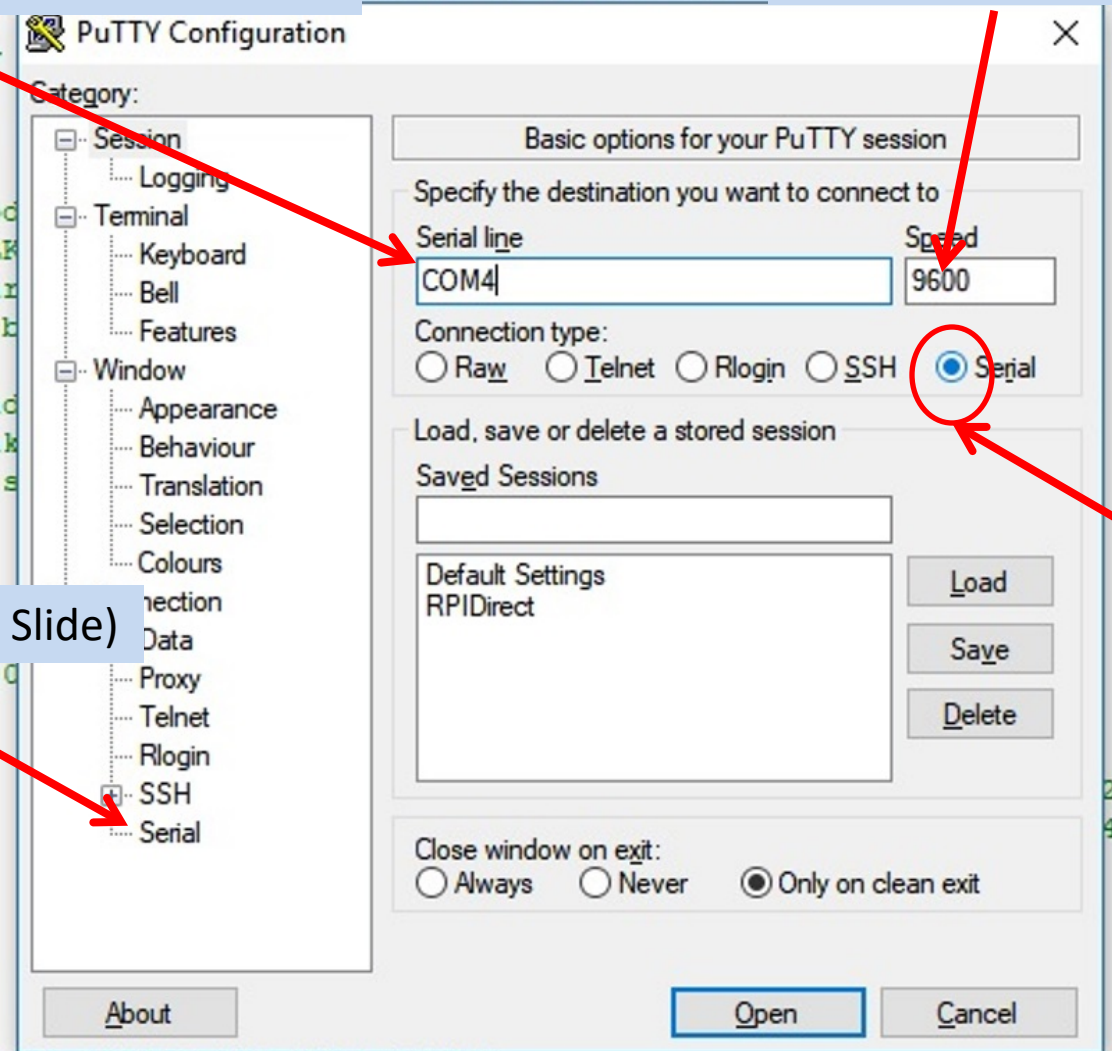 PuTTY Configuration
Category:
Session
Logging
Terminal
Keyboard
Bell
Features
Window
Appearance
Behaviour
Translation
Selection
Colours
nection
Slide)
Data
Proxy
Telnet
Rlogin
SSH
Serial
Basic options for your PuTTY session
Specify the destination you want to connect to
Serial line Speed
COM4 9600
Connection type:
Raw Telnet Rlogin SSH Serial
Load, save or delete a stored session
Saved Sessions
Default Settings
RPIDirect
Load
Save
Delete
Close window on exit:
Always Never Only on clean exit
About Open Cancel